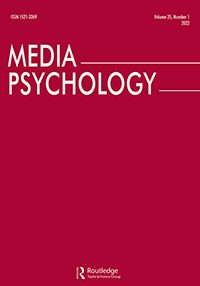 ISSN 1521-3269
Volume 25, Number 1
2022
MEDIA
PSYCHOLOGY
Routledge
Taylor & Francis Group